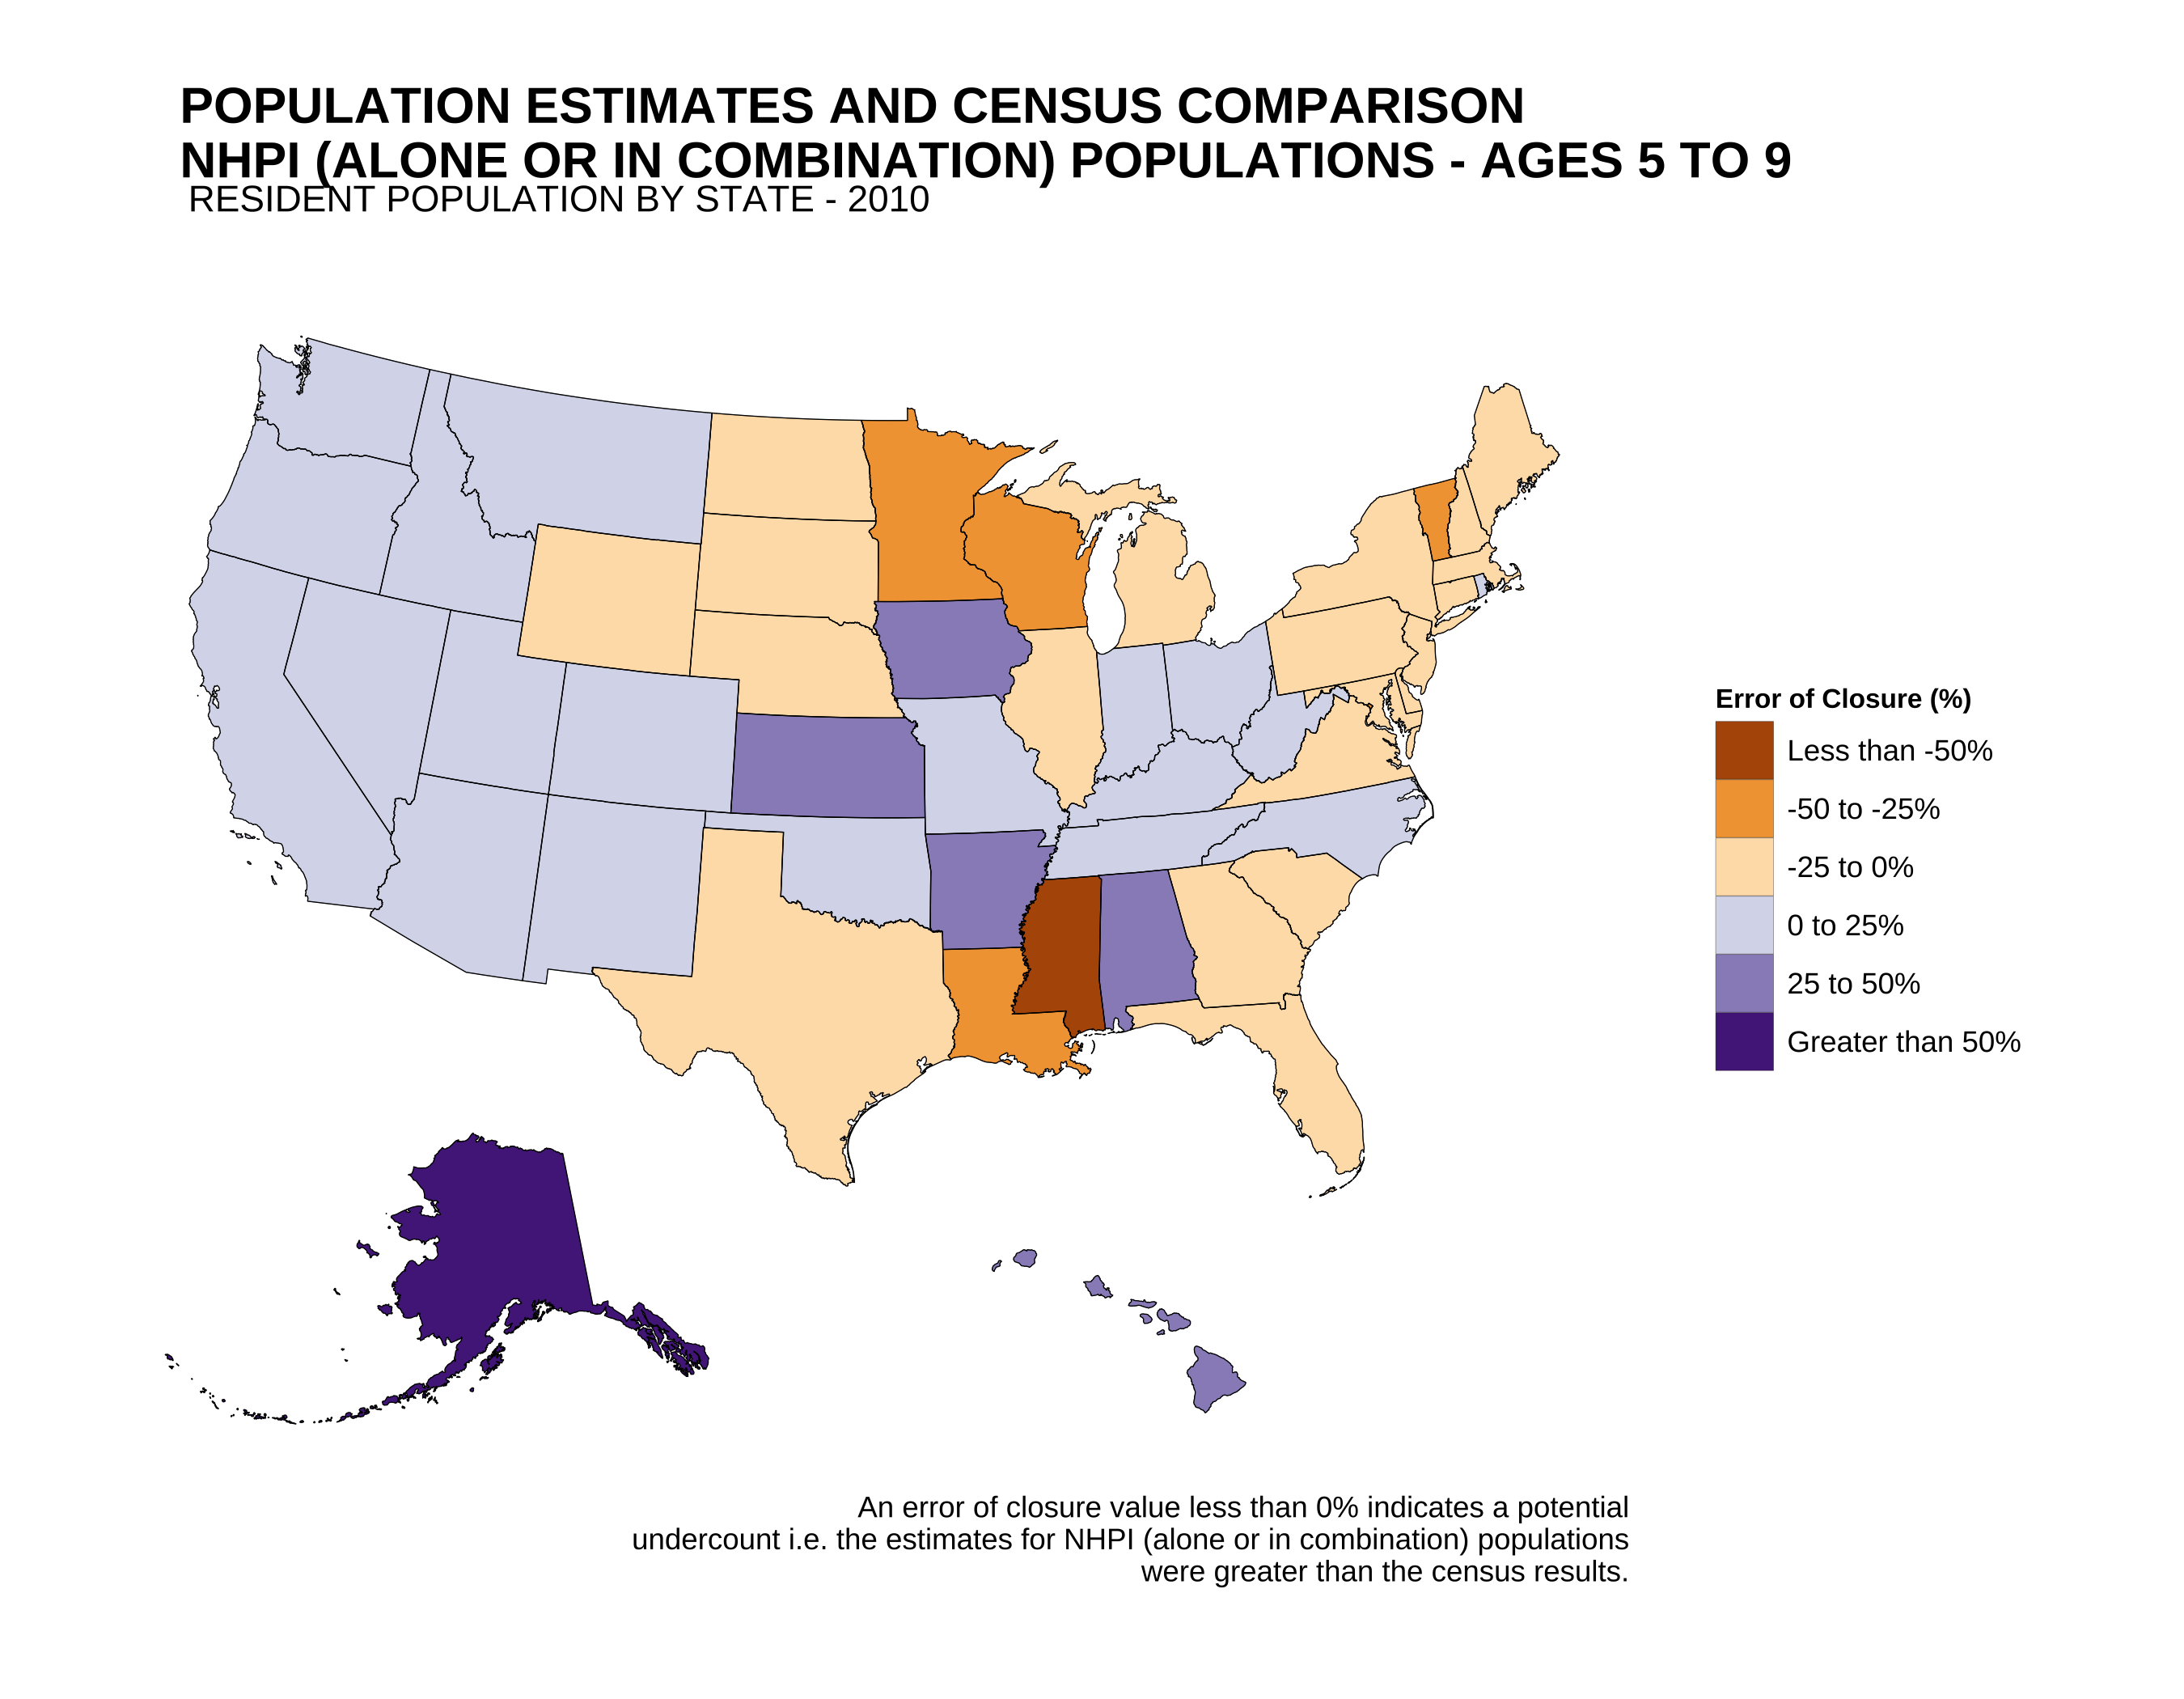 POPULATION ESTIMATES AND CENSUS COMPARISON
NHPI (ALONE OR IN COMBINATION) POPULATIONS - AGES 5 TO 9
RESIDENT POPULATION BY STATE - 2010
Error of Closure (%)
Less than -50%
-50 to -25%
-25 to 0%
0 to 25%
25 to 50%
Greater than 50%
An error of closure value less than 0% indicates a potential
undercount i.e. the estimates for NHPI (alone or in combination) populations
were greater than the census results.